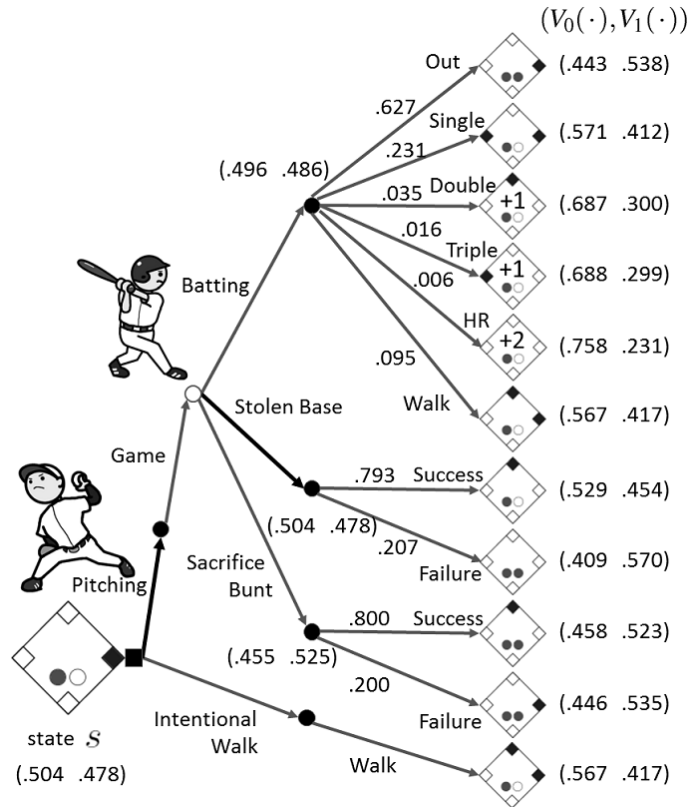 (V₀(·),V₁(·))
Out
(.443 .538)
.627
Single
(.571 .412)
.231
(.496 .486)
Double
.035
+1
(.687 .300)
.016
Triple
+1
(.688 .299)
.006
HR
+2
(.758 .231)
.095
Walk
(.567 .417)
Batting
Stolen Base
.793
Success
(.529 .454)
Game
(.504 .478)
.207
Failure
(.409 .570)
Pitching
Sacrifice
Bunt
.800
Success
(.458 .523)
(.455 .525)
.200
Failure
(.446 .535)
Intentional
Walk
Walk
(.567 .417)
state s
(.504 .478)